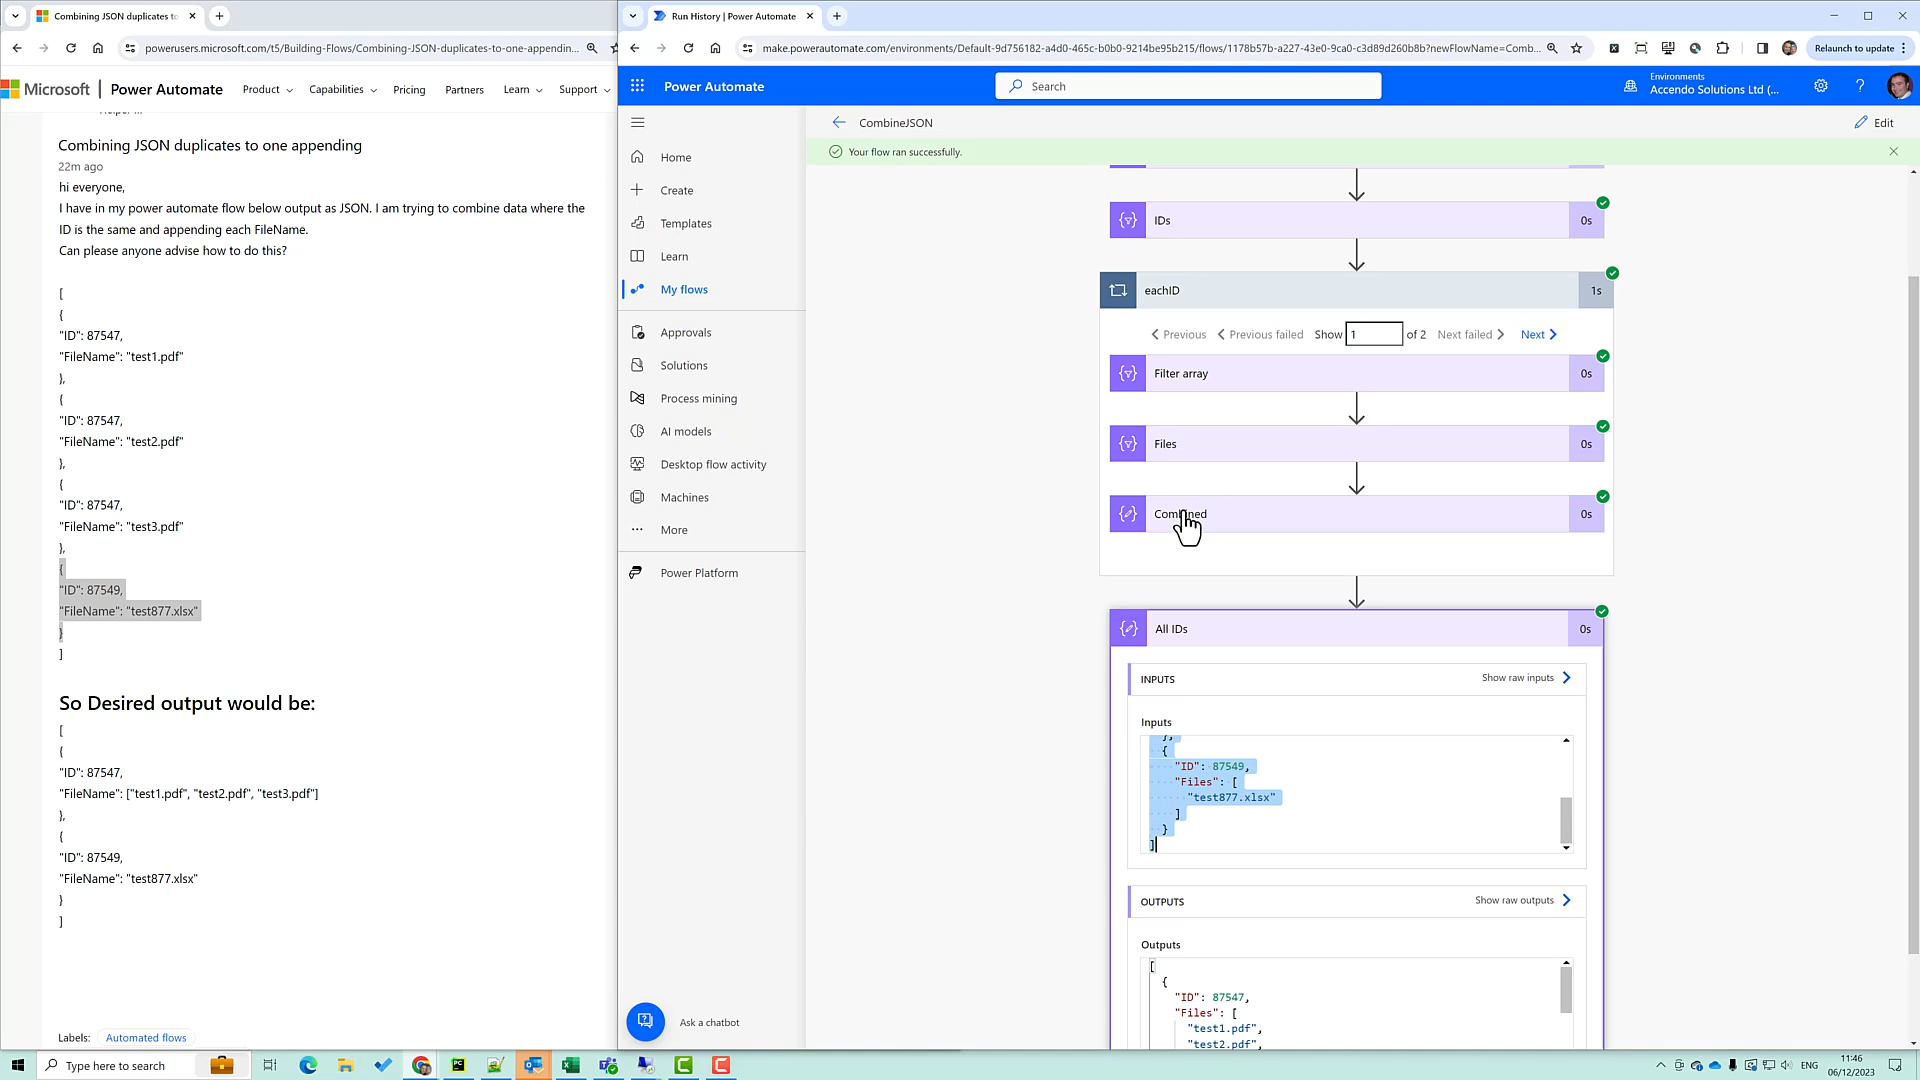 Combining JSON duplicates to
powerusers.microsoft.com/t5/Building-Flows/Combining-JSON-duplicates-to-one-appendin...
Microsoft | Power Automate
Product
Capabilities
Pricing
Partners
Learn
Support
Combining JSON duplicates to one appending
22m ago
hi everyone,
I have in my power automate flow below output as JSON. I am trying to combine data where the
ID is the same and appending each FileName.
Can please anyone advise how to do this?
[
{
"ID": 87547,
"FileName": "test1.pdf"
},
{
"ID": 87547,
"FileName": "test2.pdf"
},
{
"ID": 87547,
"FileName": "test3.pdf"
},
{
"ID": 87549,
"FileName": "test877.xlsx"
}
]
So Desired output would be:
[
{
"ID": 87547,
"FileName": ["test1.pdf", "test2.pdf", "test3.pdf"]
},
{
"ID": 87549,
"FileName": "test877.xlsx"
}
]
Labels: Automated flows
Run History | Power Automate
make.powerautomate.com/environments/Default-9d756182-a4d0-465c-b0b0-9214be95b215/flows/1178b57b-a227-43e0-9ca0-c3d89d260b8b?newFlowName=Comb...
Relaunch to update
Power Automate
Search
Environments
Accendo Solutions Ltd (...
Home
Create
Templates
Learn
My flows
Approvals
Solutions
Process mining
AI models
Desktop flow activity
Machines
More
Power Platform
Ask a chatbot
CombineJSON
Edit
Your flow ran successfully.
IDs 0s
eachID 1s
Previous Previous failed Show 1 of 2 Next failed Next
Filter array 0s
Files 0s
Combined 0s
All IDs 0s
INPUTS Show raw inputs
Inputs
},
{
"ID": 87549,
"Files": [
"test877.xlsx"
]
}
]
OUTPUTS Show raw outputs
Outputs
[
{
"ID": 87547,
"Files": [
"test1.pdf",
"test2.pdf",
Type here to search
ENG
11:46
06/12/2023